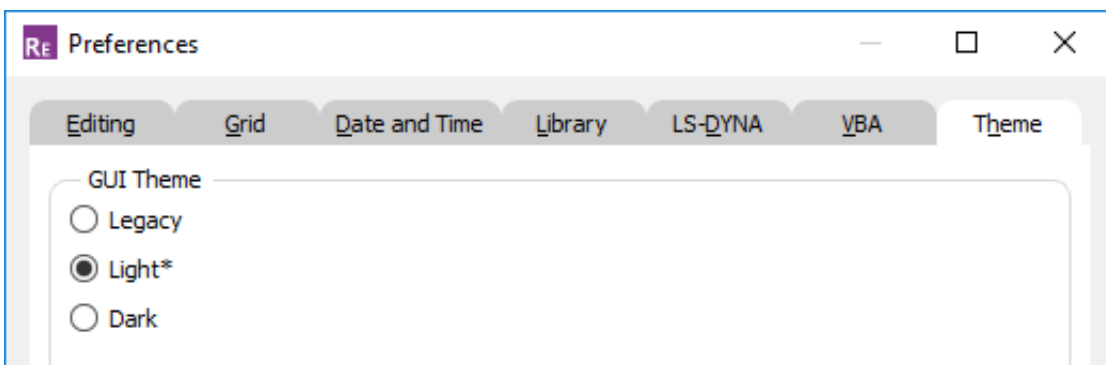 RE Preferences
Editing Grid Date and Time Library LS-DYNA VBA Theme
GUI Theme
Legacy
Light*
Dark